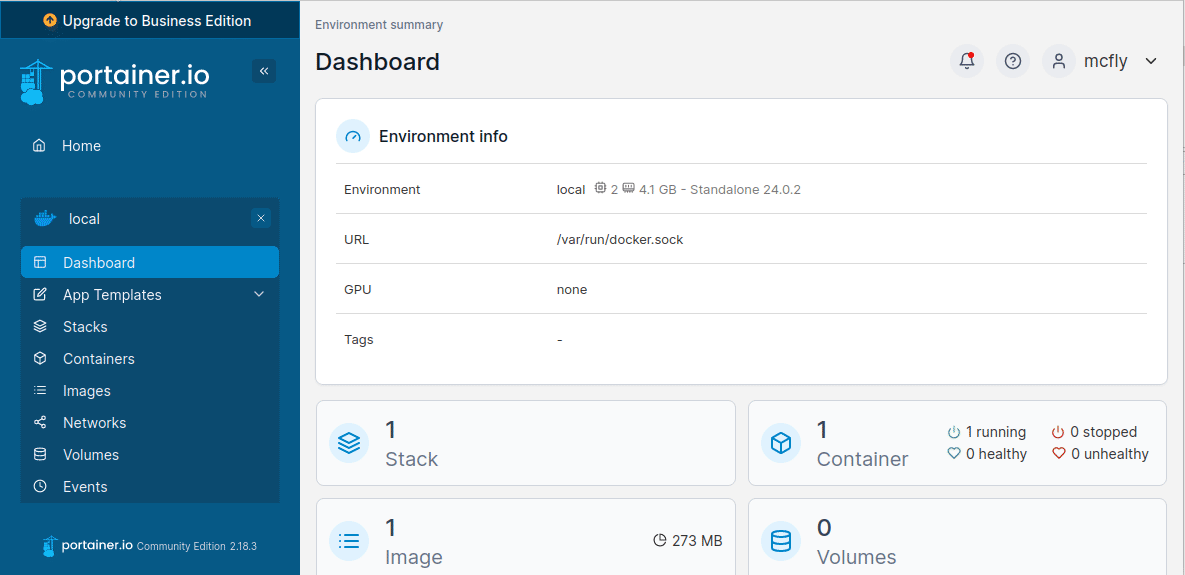 Upgrade to Business Edition
portainer.io
COMMUNITY EDITION
Home
local
Dashboard
App Templates
Stacks
Containers
Images
Networks
Volumes
Events
portainer.io Community Edition 2.18.3
Environment summary
Dashboard
mcfly
Environment info
Environment local 2 4.1 GB - Standalone 24.0.2
URL /var/run/docker.sock
GPU none
Tags -
1
Stack
1
Container
1 running 0 stopped
0 healthy 0 unhealthy
1
Image
273 MB
0
Volumes